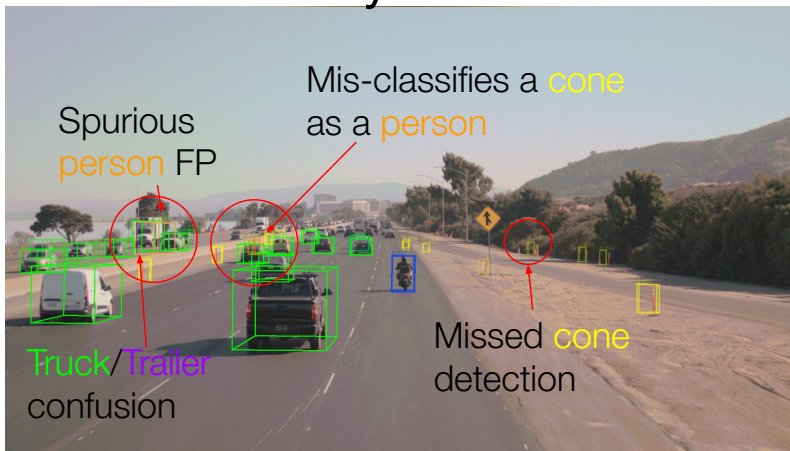 Mis-classifies a cone
as a person
Spurious
person FP
Missed cone
detection
Truck/Trailer
confusion